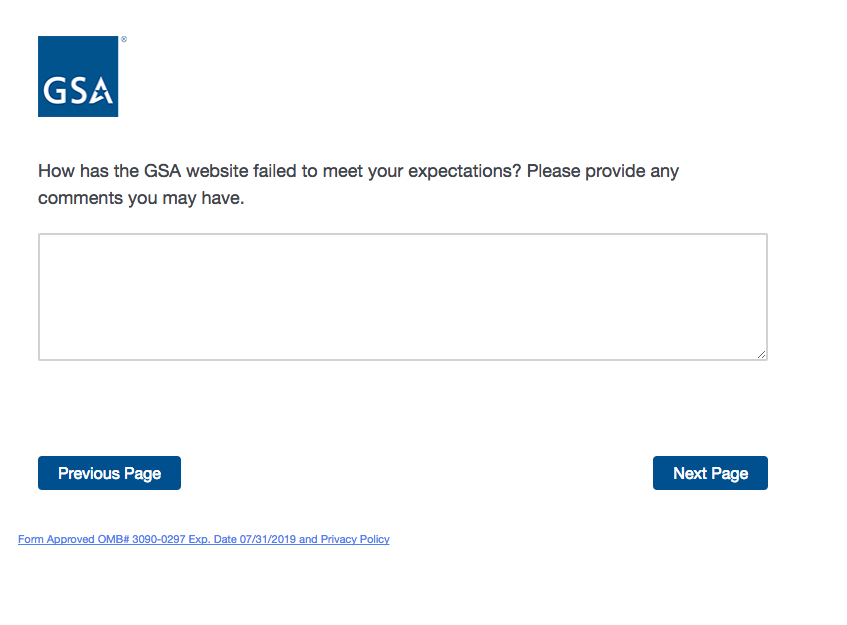 ®
GSA
How has the GSA website failed to meet your expectations? Please provide any
comments you may have.
Previous Page
Next Page
Form Approved OMB# 3090-0297 Exp. Date 07/31/2019 and Privacy Policy